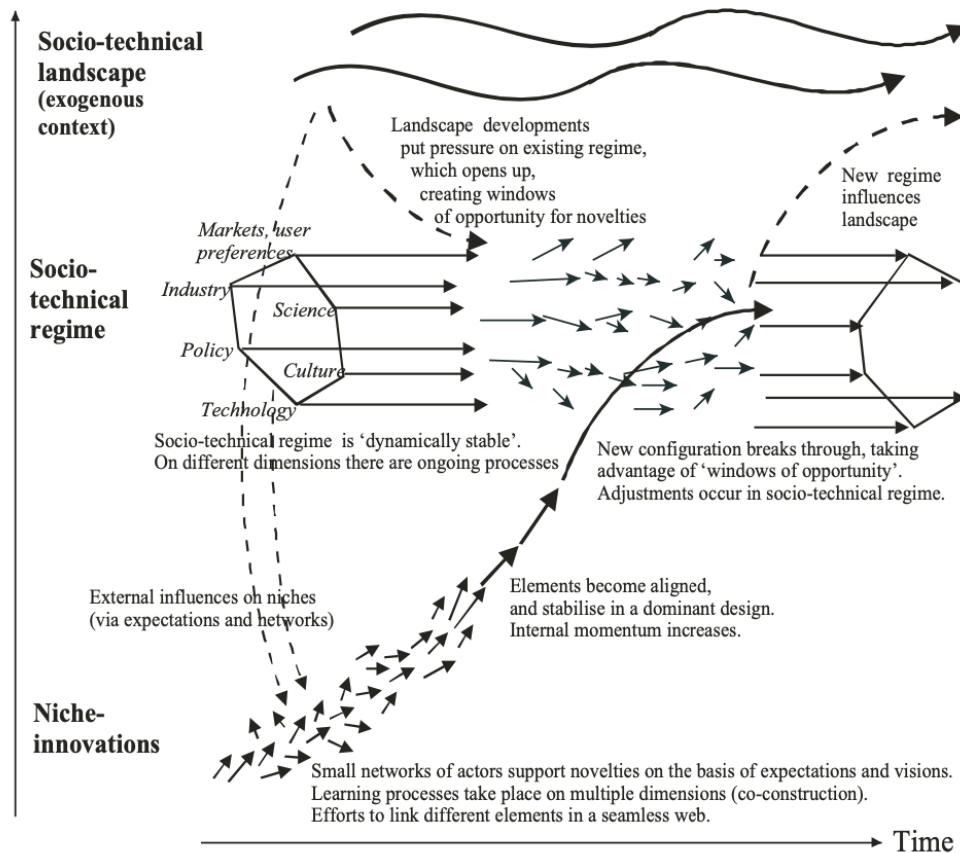 Socio-technical
landscape
(exogenous
context)
Landscape developments
put pressure on existing regime,
which opens up,
creating windows
of opportunity for novelties
New regime
influences
landscape
Markets, user
preferences
Industry
Science
Policy
Culture
Technology
Socio-
technical
regime
Socio-technical regime is ‘dynamically stable’.
On different dimensions there are ongoing processes
New configuration breaks through, taking
advantage of ‘windows of opportunity’.
Adjustments occur in socio-technical regime.
Elements become aligned,
and stabilise in a dominant design.
Internal momentum increases.
External influences on niches
(via expectations and networks)
Niche-
innovations
Small networks of actors support novelties on the basis of expectations and visions.
Learning processes take place on multiple dimensions (co-construction).
Efforts to link different elements in a seamless web.
Time